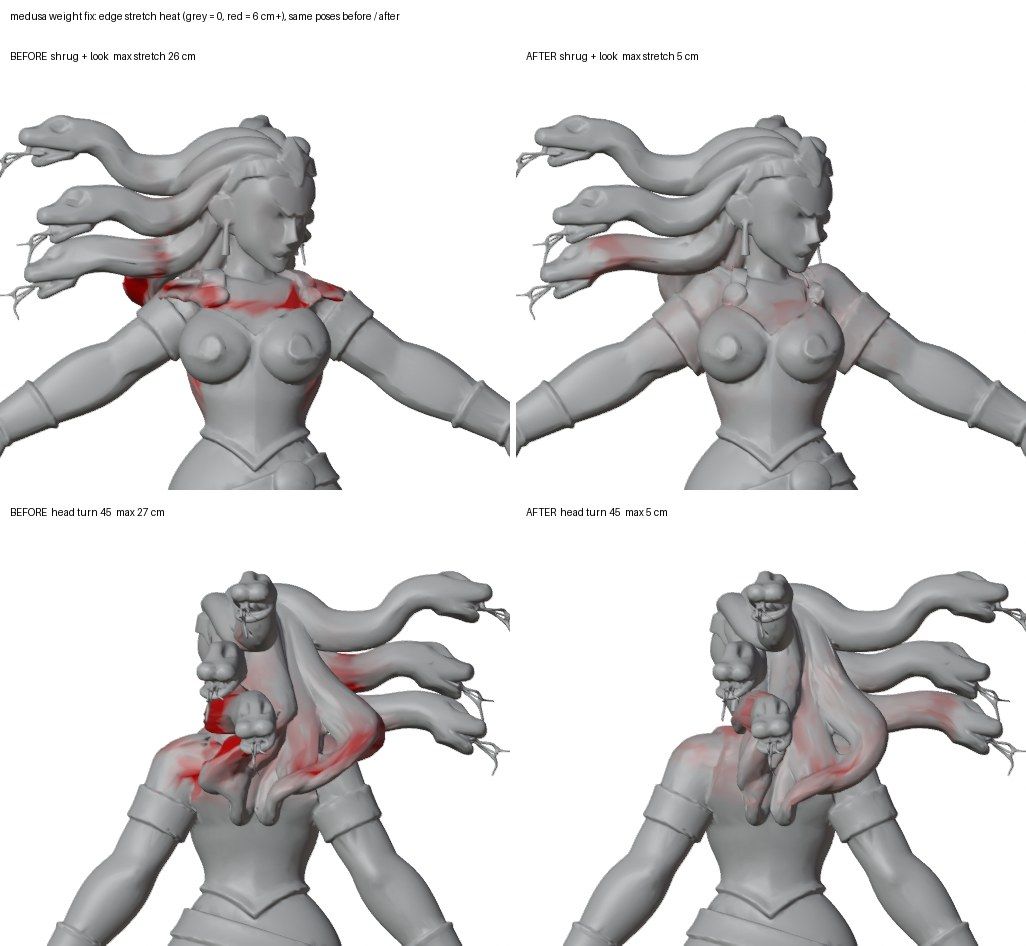 medusa weight fix: edge stretch heat (grey = 0, red = 6 cm+), same poses before / after
BEFORE shrug + look  max stretch 26 cm
AFTER shrug + look  max stretch 5 cm
BEFORE head turn 45  max 27 cm
AFTER head turn 45  max 5 cm